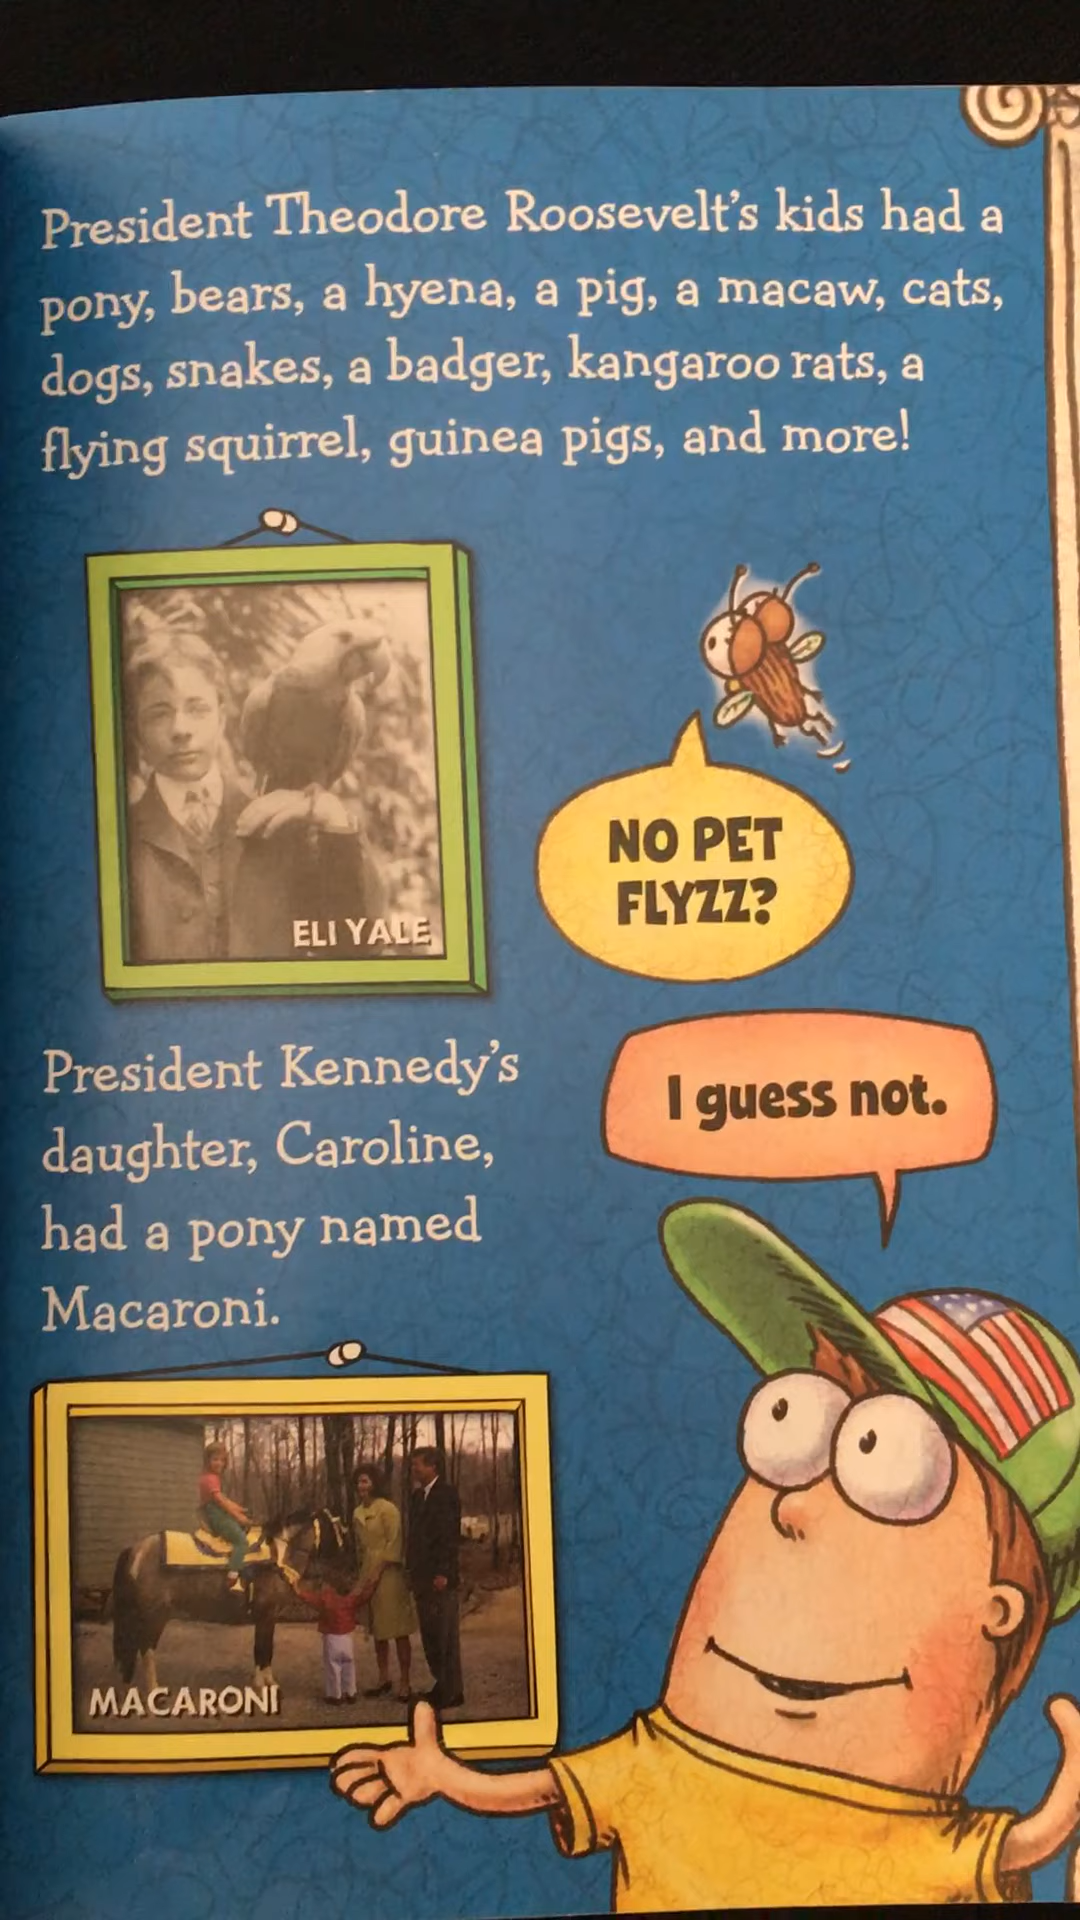 President Theodore Roosevelt's kids had a
pony, bears, a hyena, a pig, a macaw, cats,
dogs, snakes, a badger, kangaroo rats, a
flying squirrel, guinea pigs, and more!
ELI YALE
NO PET
FLYZZ?
I guess not.
President Kennedy's
daughter, Caroline,
had a pony named
Macaroni.
MACARONI